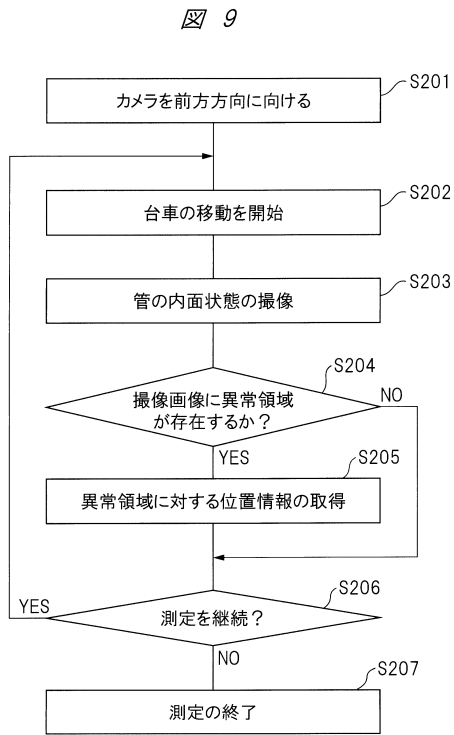 図 9
S201
カメラを前方方向に向ける
S202
台車の移動を開始
S203
管の内面状態の撮像
S204
撮像画像に異常領域
が存在するか？
NO
YES
S205
異常領域に対する位置情報の取得
S206
YES
測定を継続？
NO
S207
測定の終了